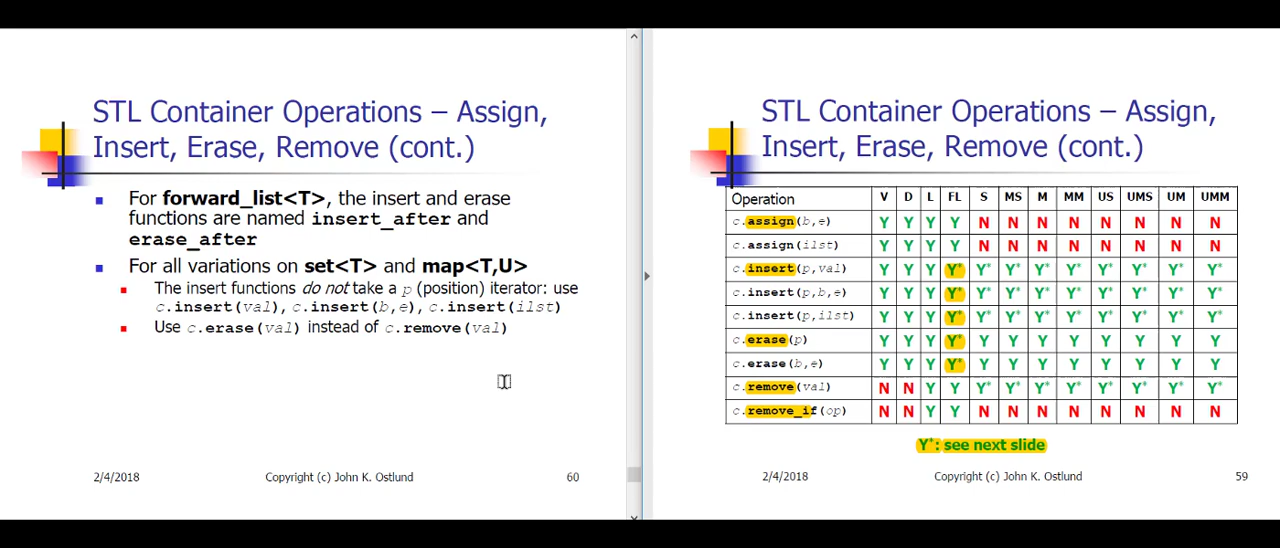 STL Container Operations – Assign,
Insert, Erase, Remove (cont.)
For forward_list<T>, the insert and erase
functions are named insert_after and
erase_after
For all variations on set<T> and map<T,U>
The insert functions do not take a p (position) iterator: use
c.insert(val), c.insert(b,e), c.insert(ilst)
Use c.erase(val) instead of c.remove(val)
2/4/2018 Copyright (c) John K. Ostlund 60
STL Container Operations – Assign,
Insert, Erase, Remove (cont.)
Operation V D L FL S MS M MM US UMS UM UMM
c.assign(b,e) Y Y Y Y N N N N N N N N
c.assign(ilst) Y Y Y Y N N N N N N N N
c.insert(p,val) Y Y Y Y* Y* Y* Y* Y* Y* Y* Y* Y*
c.insert(p,b,e) Y Y Y Y* Y* Y* Y* Y* Y* Y* Y* Y*
c.insert(p,ilst) Y Y Y Y* Y* Y* Y* Y* Y* Y* Y* Y*
c.erase(p) Y Y Y Y* Y Y Y Y Y Y Y Y
c.erase(b,e) Y Y Y Y* Y Y Y Y Y Y Y Y
c.remove(val) N N Y Y Y* Y* Y* Y* Y* Y* Y* Y*
c.remove_if(op) N N Y Y N N N N N N N N
Y*: see next slide
2/4/2018 Copyright (c) John K. Ostlund 59